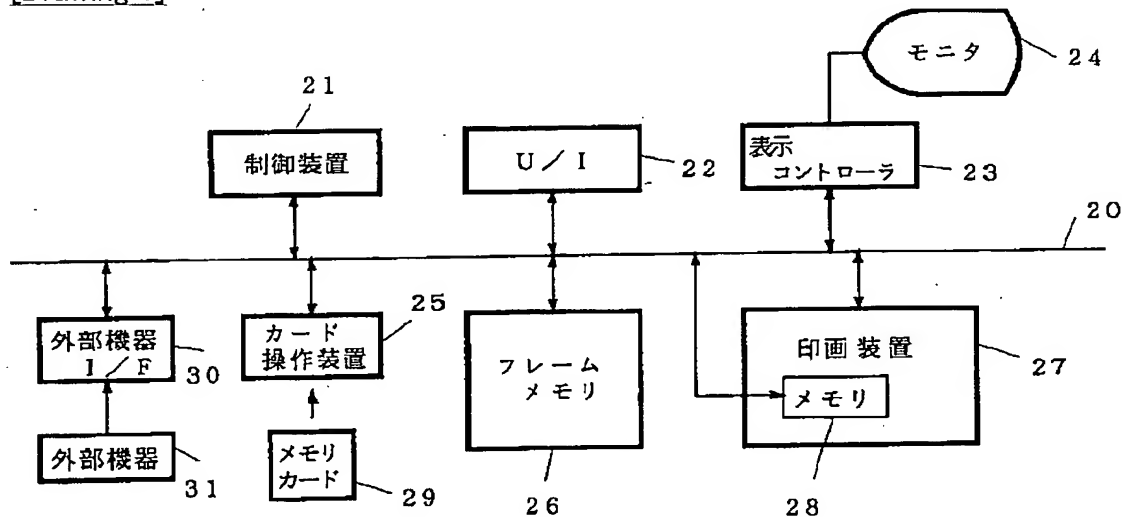 モニタ
24
21
制御装置
U／I
22
表示
コントローラ
23
20
外部機器
I／F
30
カード
操作装置
25
フレーム
メモリ
26
印画装置
27
メモリ
28
外部機器
31
メモリ
カード
29